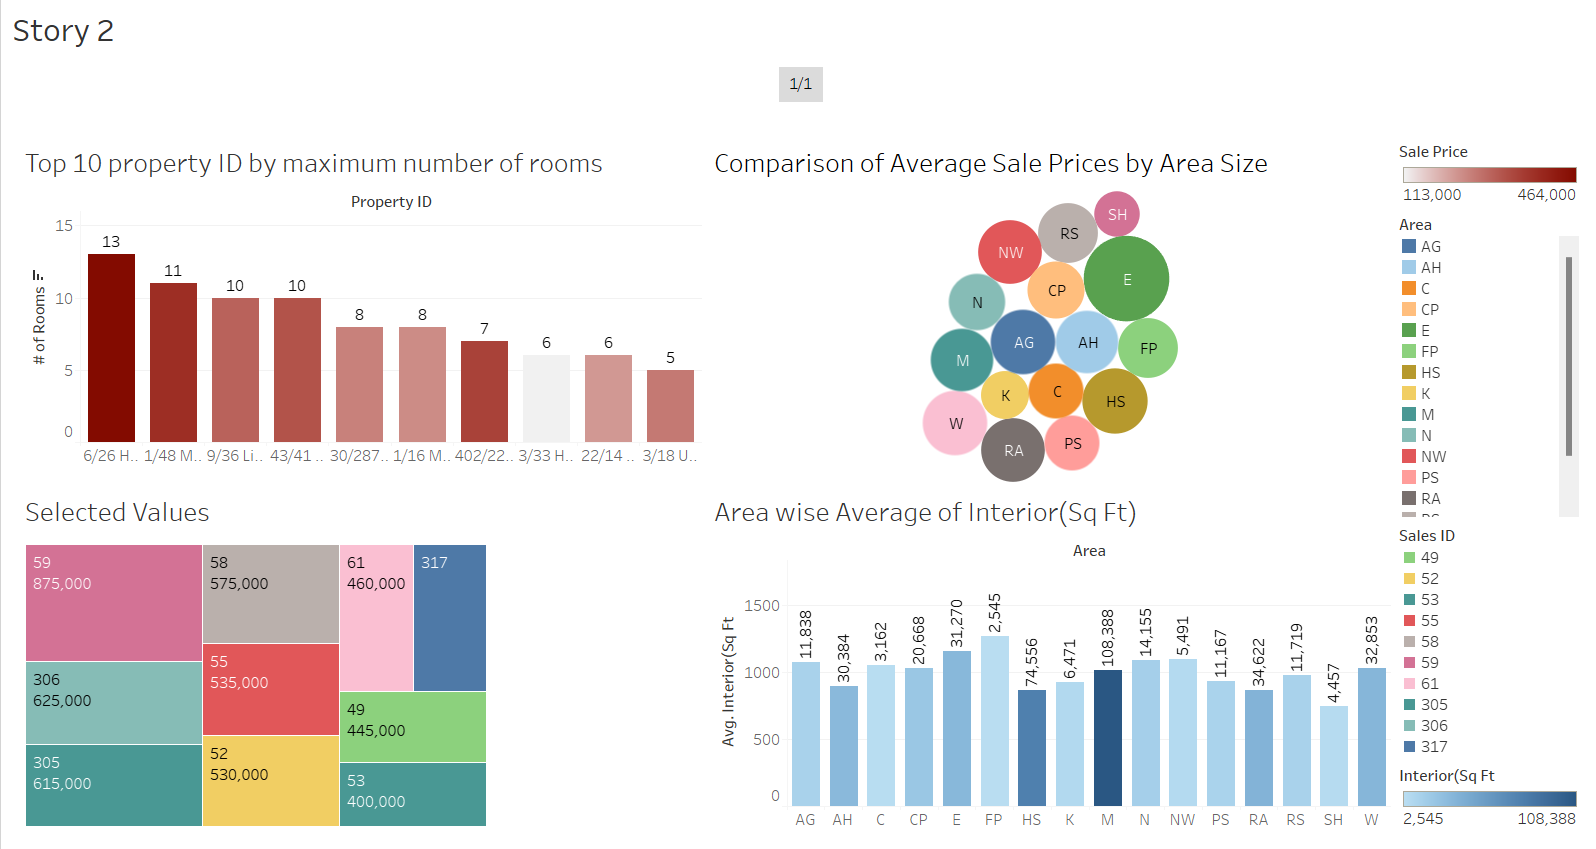 Story 2
1/1
Top 10 property ID by maximum number of rooms
Property ID
# of Rooms
15
10
5
0
13
11
10
10
8
8
7
6
6
5
6/26 H..
1/48 M..
9/36 Li..
43/41 ..
30/287..
1/16 M..
402/22..
3/33 H..
22/14 ..
3/18 U..
Comparison of Average Sale Prices by Area Size
SH
RS
NW
E
CP
N
AG
AH
FP
M
K
C
HS
W
RA
PS
Sale Price
113,000
464,000
Area
AG
AH
C
CP
E
FP
HS
K
M
N
NW
PS
RA
Selected Values
59
875,000
306
625,000
305
615,000
58
575,000
55
535,000
52
530,000
61
460,000
317
49
445,000
53
400,000
Area wise Average of Interior(Sq Ft)
Area
Avg. Interior(Sq Ft
1500
1000
500
0
11,838
30,384
3,162
20,668
31,270
2,545
74,556
6,471
108,388
14,155
5,491
11,167
34,622
11,719
4,457
32,853
AG
AH
C
CP
E
FP
HS
K
M
N
NW
PS
RA
RS
SH
W
Sales ID
49
52
53
55
58
59
61
305
306
317
Interior(Sq Ft
2,545
108,388